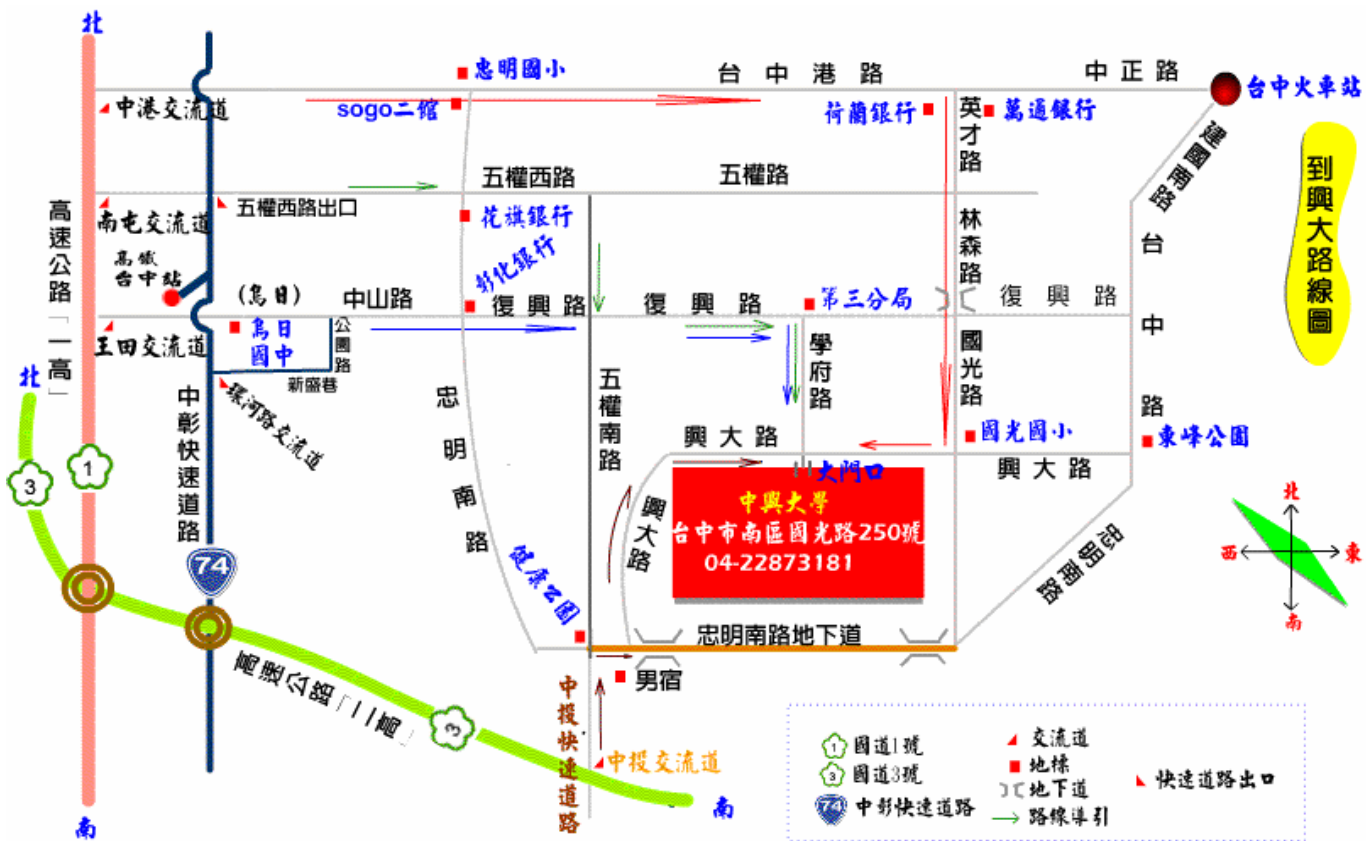 北
忠明國小
台中港路
中正路
台中火車站
中港交流道
sogo二館
荷蘭銀行
英才路
萬通銀行
建國南路
到興大路線圖
五權西路
五權路
高速公路「一高」
南屯交流道
五權西路出口
花旗銀行
林森路
台中路
高鐵
台中站
彰化銀行
(烏日)
中山路
復興路
復興路
第三分局
復興路
王田交流道
烏日
國中
公園路
學府路
國光路
新盛巷
北
環河路交流道
中彰快速道路
忠明南路
五權南路
興大路
國光國小
東峰公園
3
1
大門口
興大路
中興大學
台中市南區國光路250號
04-22873181
興大路
北
西
東
南
74
健康公園
忠明南路
忠明南路地下道
高速公路「二高」
男宿
3
中投快速道路
中投交流道
南
南
1
國道1號
交流道
3
國道3號
地標
快速道路出口
地下道
74
中彰快速道路
路線導引